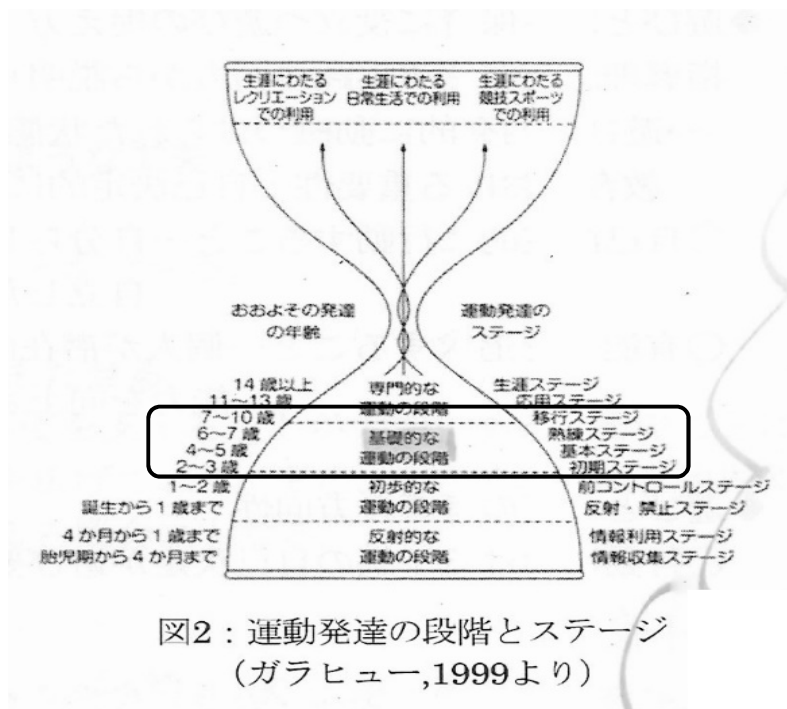 生涯にわたる
レクリエーション
での利用
生涯にわたる
日常生活での利用
生涯にわたる
競技スポーツ
での利用
おおよその発達
の年齢
運動発達の
ステージ
14歳以上
11〜13歳
7〜10歳
専門的な
運動の段階
生涯ステージ
応用ステージ
移行ステージ
6〜7歳
4〜5歳
2〜3歳
基礎的な
運動の段階
熟練ステージ
基本ステージ
初期ステージ
1〜2歳
誕生から1歳まで
初歩的な
運動の段階
前コントロールステージ
反射・禁止ステージ
4か月から1歳まで
胎児期から4か月まで
反射的な
運動の段階
情報利用ステージ
情報収集ステージ
図2：運動発達の段階とステージ
（ガラヒュー,1999より）